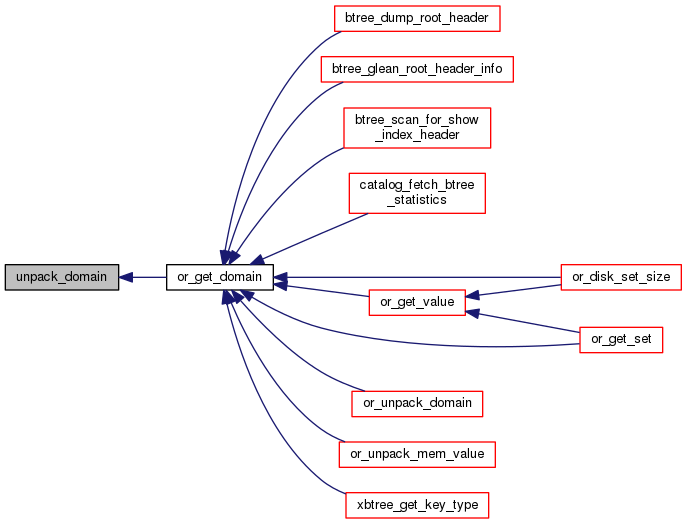 btree_dump_root_header
btree_glean_root_header_info
btree_scan_for_show
_index_header
catalog_fetch_btree
_statistics
unpack_domain
or_get_domain
or_disk_set_size
or_get_value
or_get_set
or_unpack_domain
or_unpack_mem_value
xbtree_get_key_type